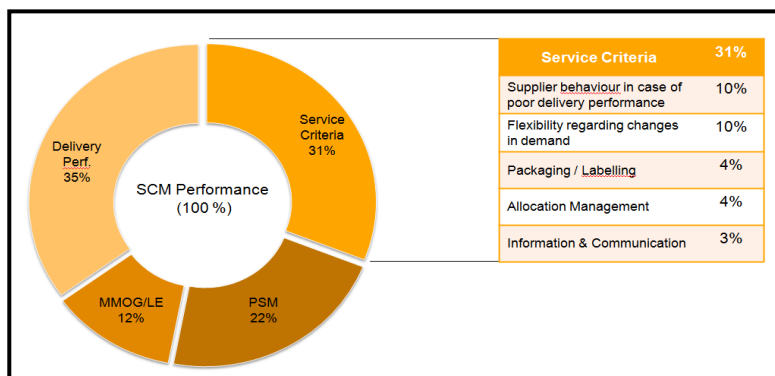 Service Criteria 31%
Supplier behaviour in case of
poor delivery performance
10%
Flexibility regarding changes
in demand
10%
Packaging / Labelling 4%
Allocation Management 4%
Information & Communication 3%
Service
Criteria
31%
Delivery
Perf.
35%
SCM Performance
(100 %)
MMOG/LE
12%
PSM
22%